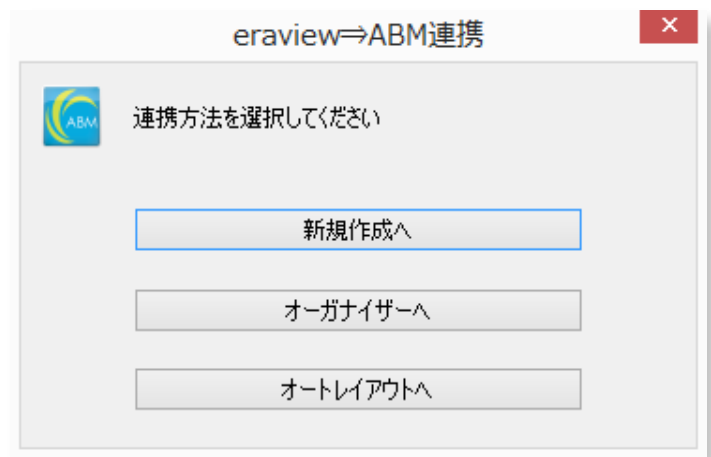 eraview⇒ABM連携
ABM
連携方法を選択してください
新規作成へ
オーガナイザーへ
オートレイアウトへ